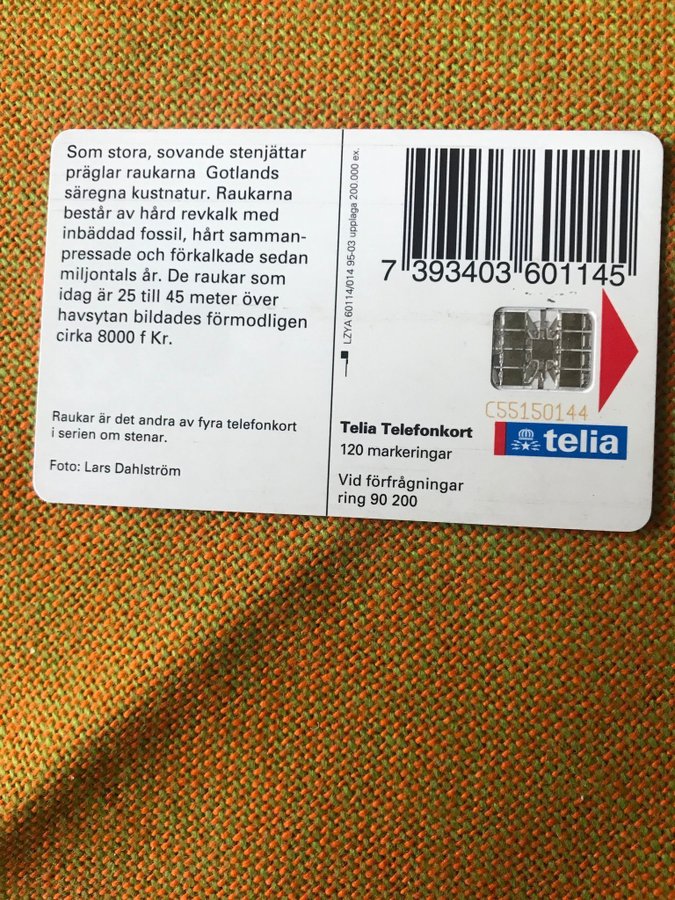 Som stora, sovande stenjättar
präglar raukarna Gotlands
säregna kustnatur. Raukarna
består av hård revkalk med
inbäddad fossil, hårt samman-
pressade och förkalkade sedan
miljontals år. De raukar som
idag är 25 till 45 meter över
havsytan bildades förmodligen
cirka 8000 f Kr.
Raukar är det andra av fyra telefonkort
i serien om stenar.
Foto: Lars Dahlström
LZYA 60114/014 95-03 upplaga 200.000 ex.
7 393403 601145
C55150144
telia
Telia Telefonkort
120 markeringar
Vid förfrågningar
ring 90 200